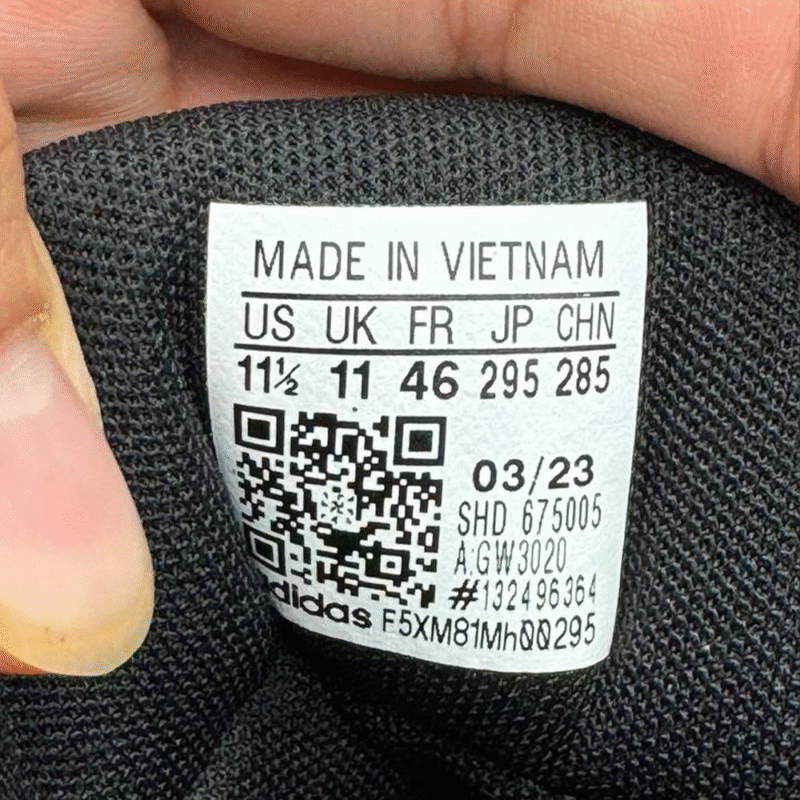 MADE IN VIETNAM
US UK FR JP CHN
11½ 11 46 295 285
03/23
SHD 675005
A:GW3020
#132496364
adidas F5XM81Mh00295